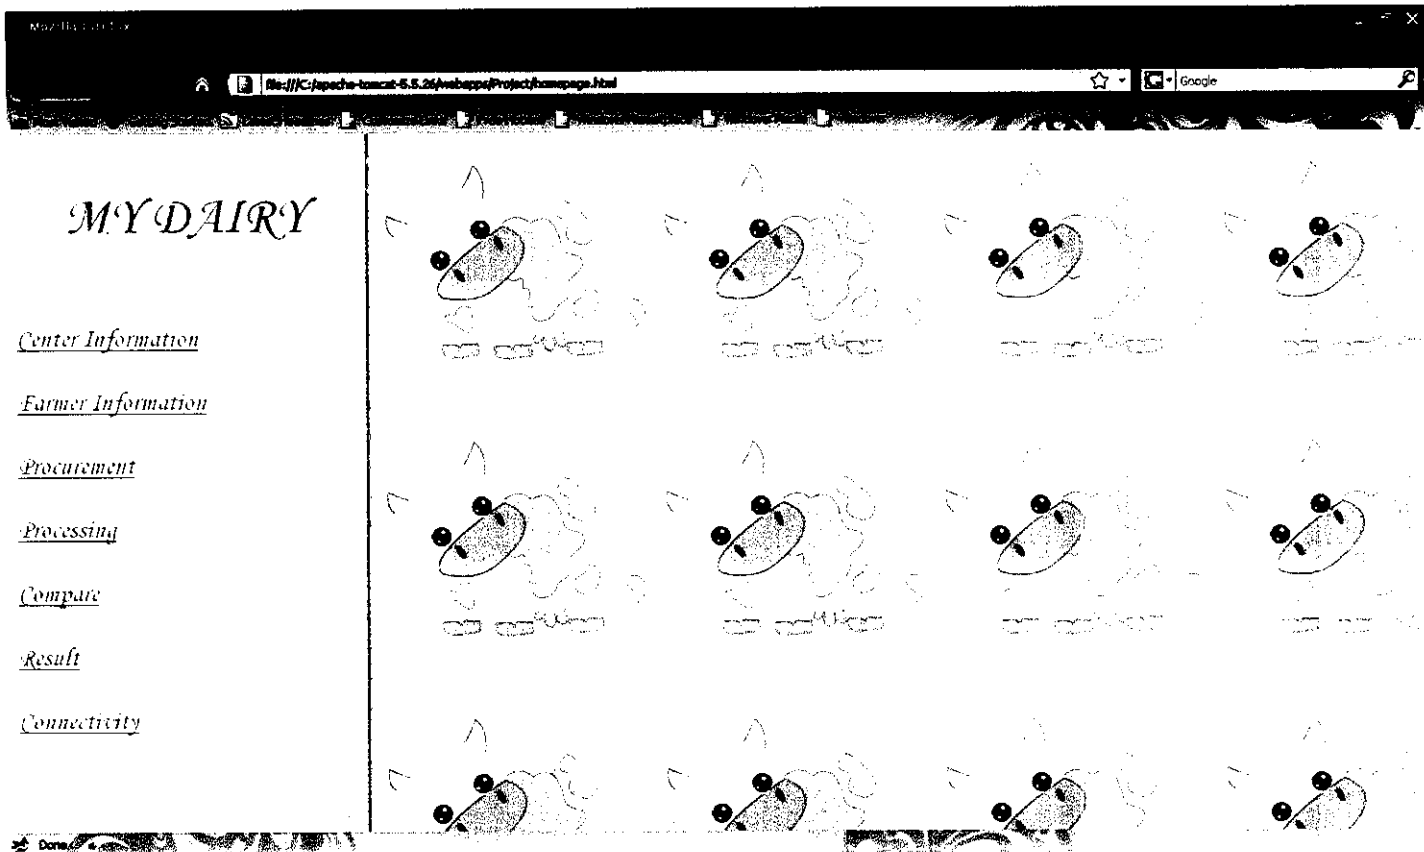 Mozilla Firefox
file:///C:/apache-tomcat-5.5.26/webapps/Project/homepage.html
Google
MY DAIRY
Center Information
Farmer Information
Procurement
Processing
Compare
Result
Connectivity
Done